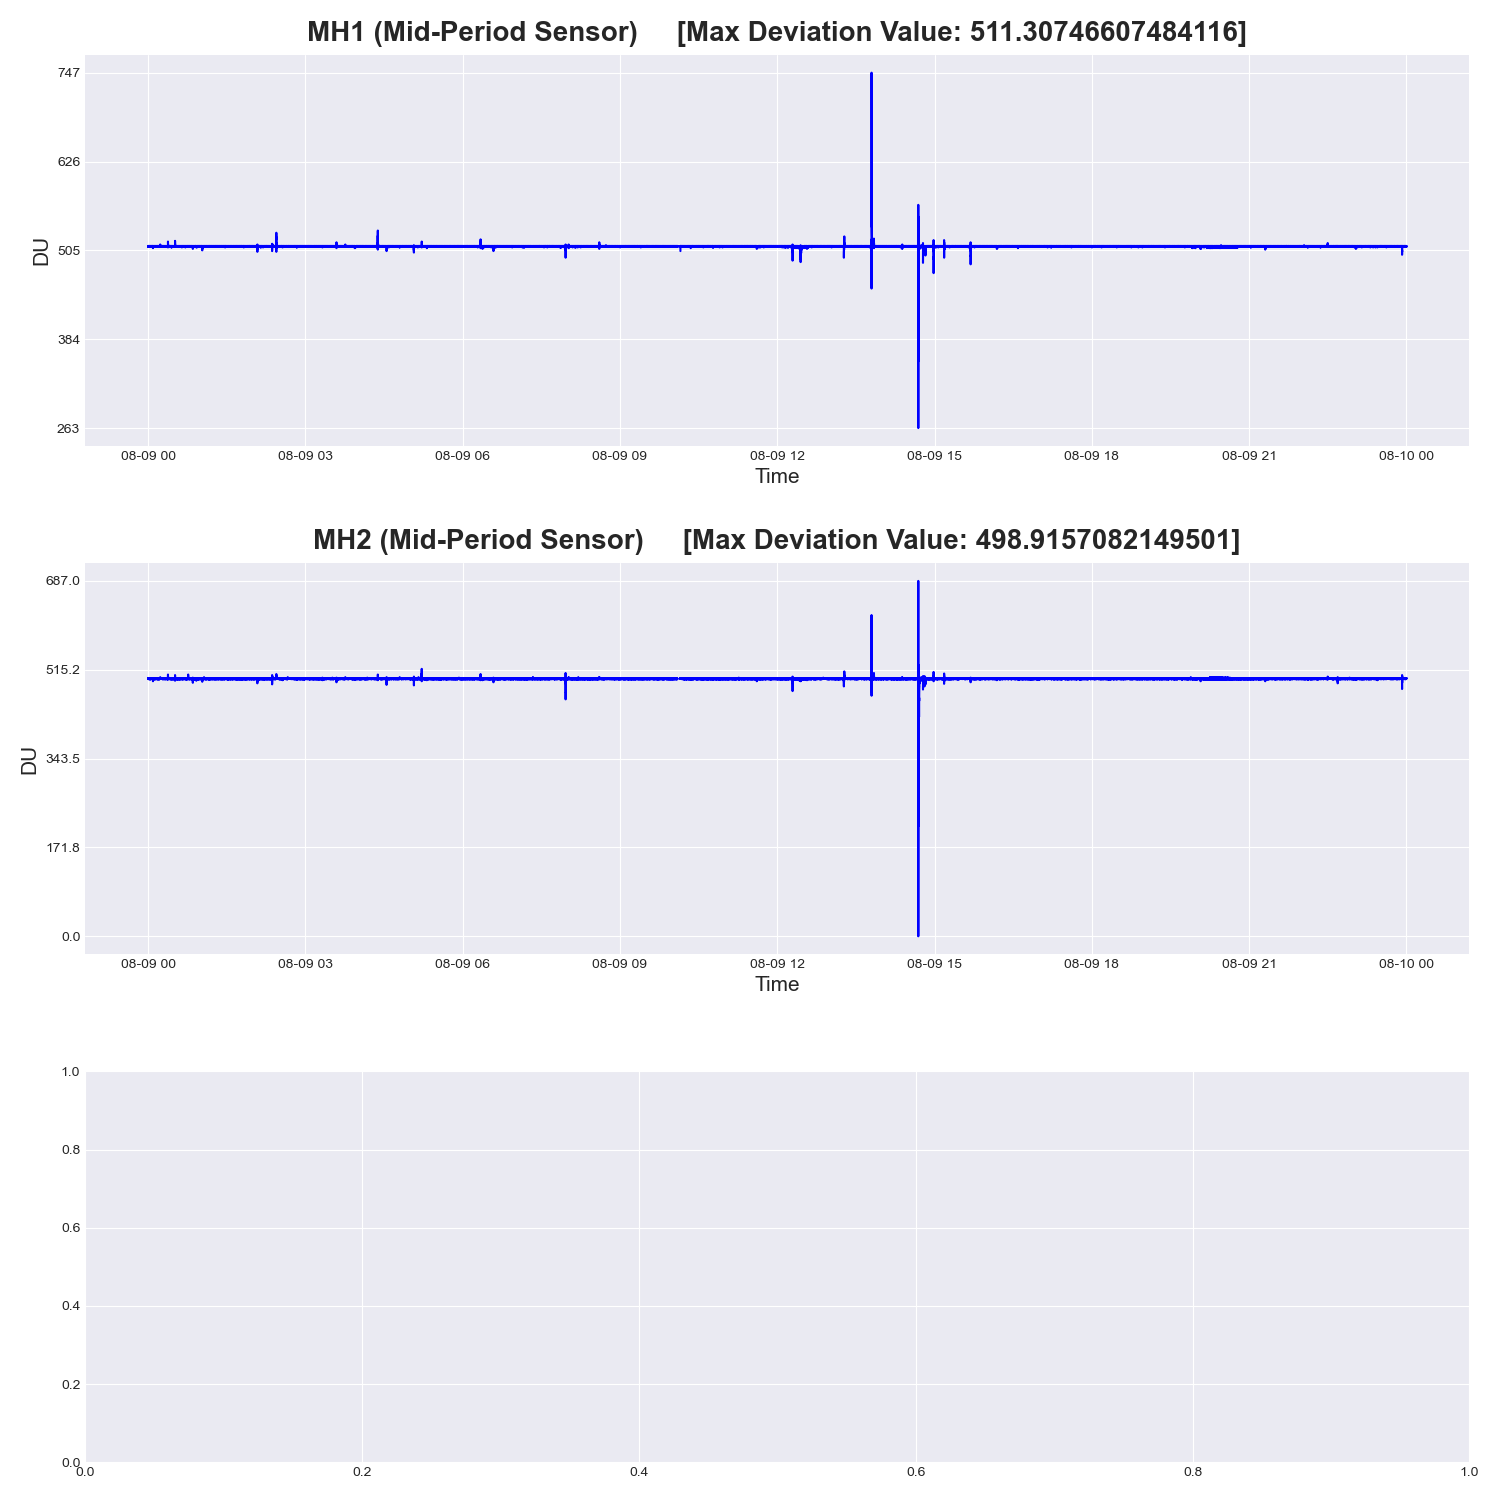 MH1 (Mid-Period Sensor) [Max Deviation Value: 511.30746607484116]
747
626
505
384
263
DU
08-09 00 08-09 03 08-09 06 08-09 09 08-09 12 08-09 15 08-09 18 08-09 21 08-10 00
Time
MH2 (Mid-Period Sensor) [Max Deviation Value: 498.9157082149501]
687.0
515.2
343.5
171.8
0.0
DU
08-09 00 08-09 03 08-09 06 08-09 09 08-09 12 08-09 15 08-09 18 08-09 21 08-10 00
Time
1.0
0.8
0.6
0.4
0.2
0.0
0.0 0.2 0.4 0.6 0.8 1.0